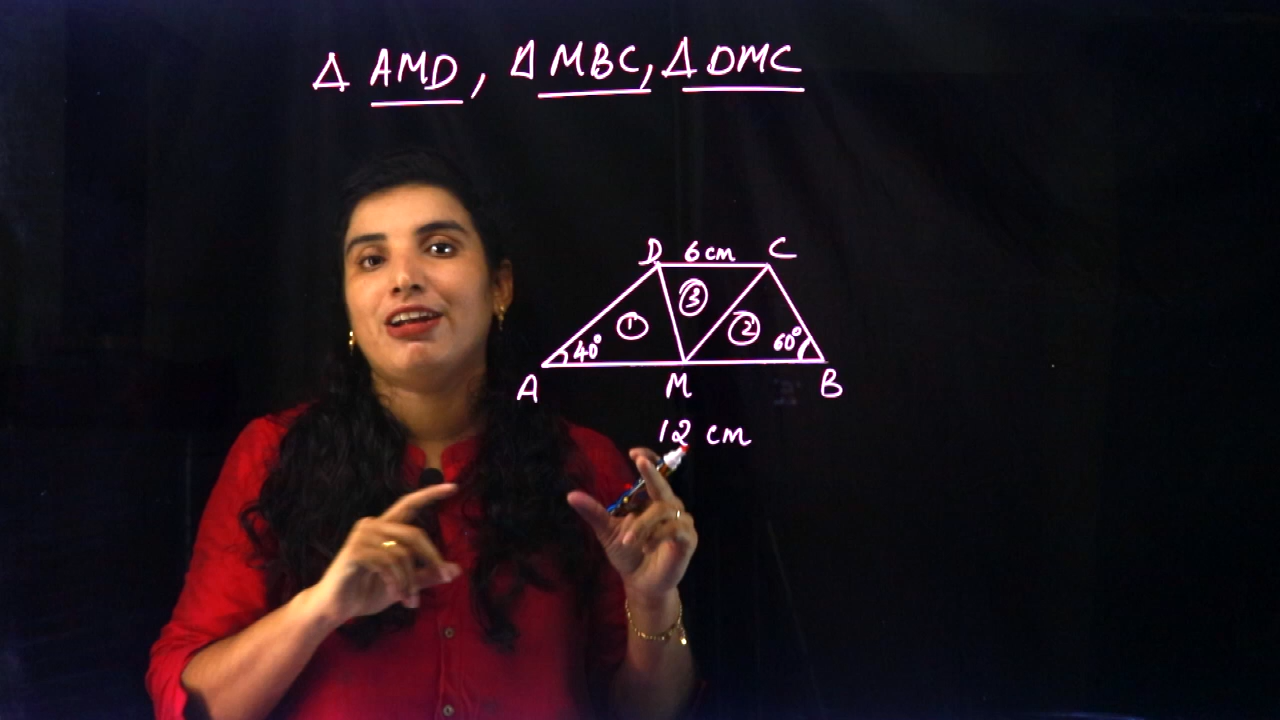 △ AMD, △ MBC, △ DMC
D 6 cm C
③
① ②
40° 60°
A M B
12 cm